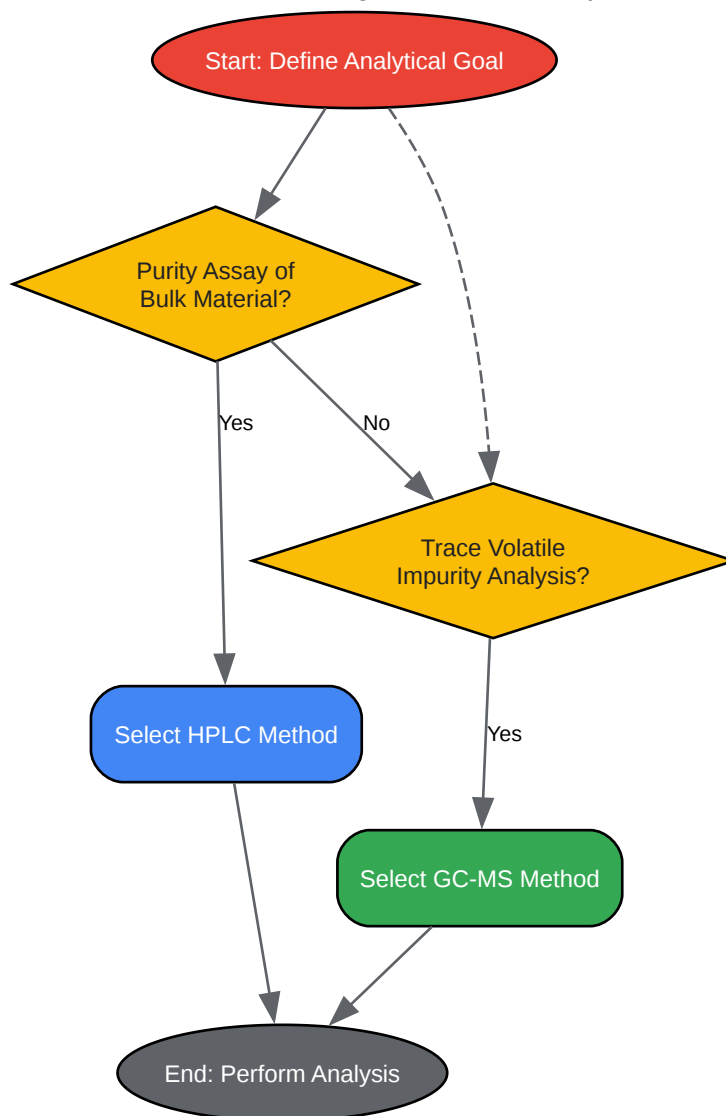 Start: Define Analytical Goal
Purity Assay of
Bulk Material?
Yes
No
Trace Volatile
Impurity Analysis?
Select HPLC Method
Yes
Select GC-MS Method
End: Perform Analysis